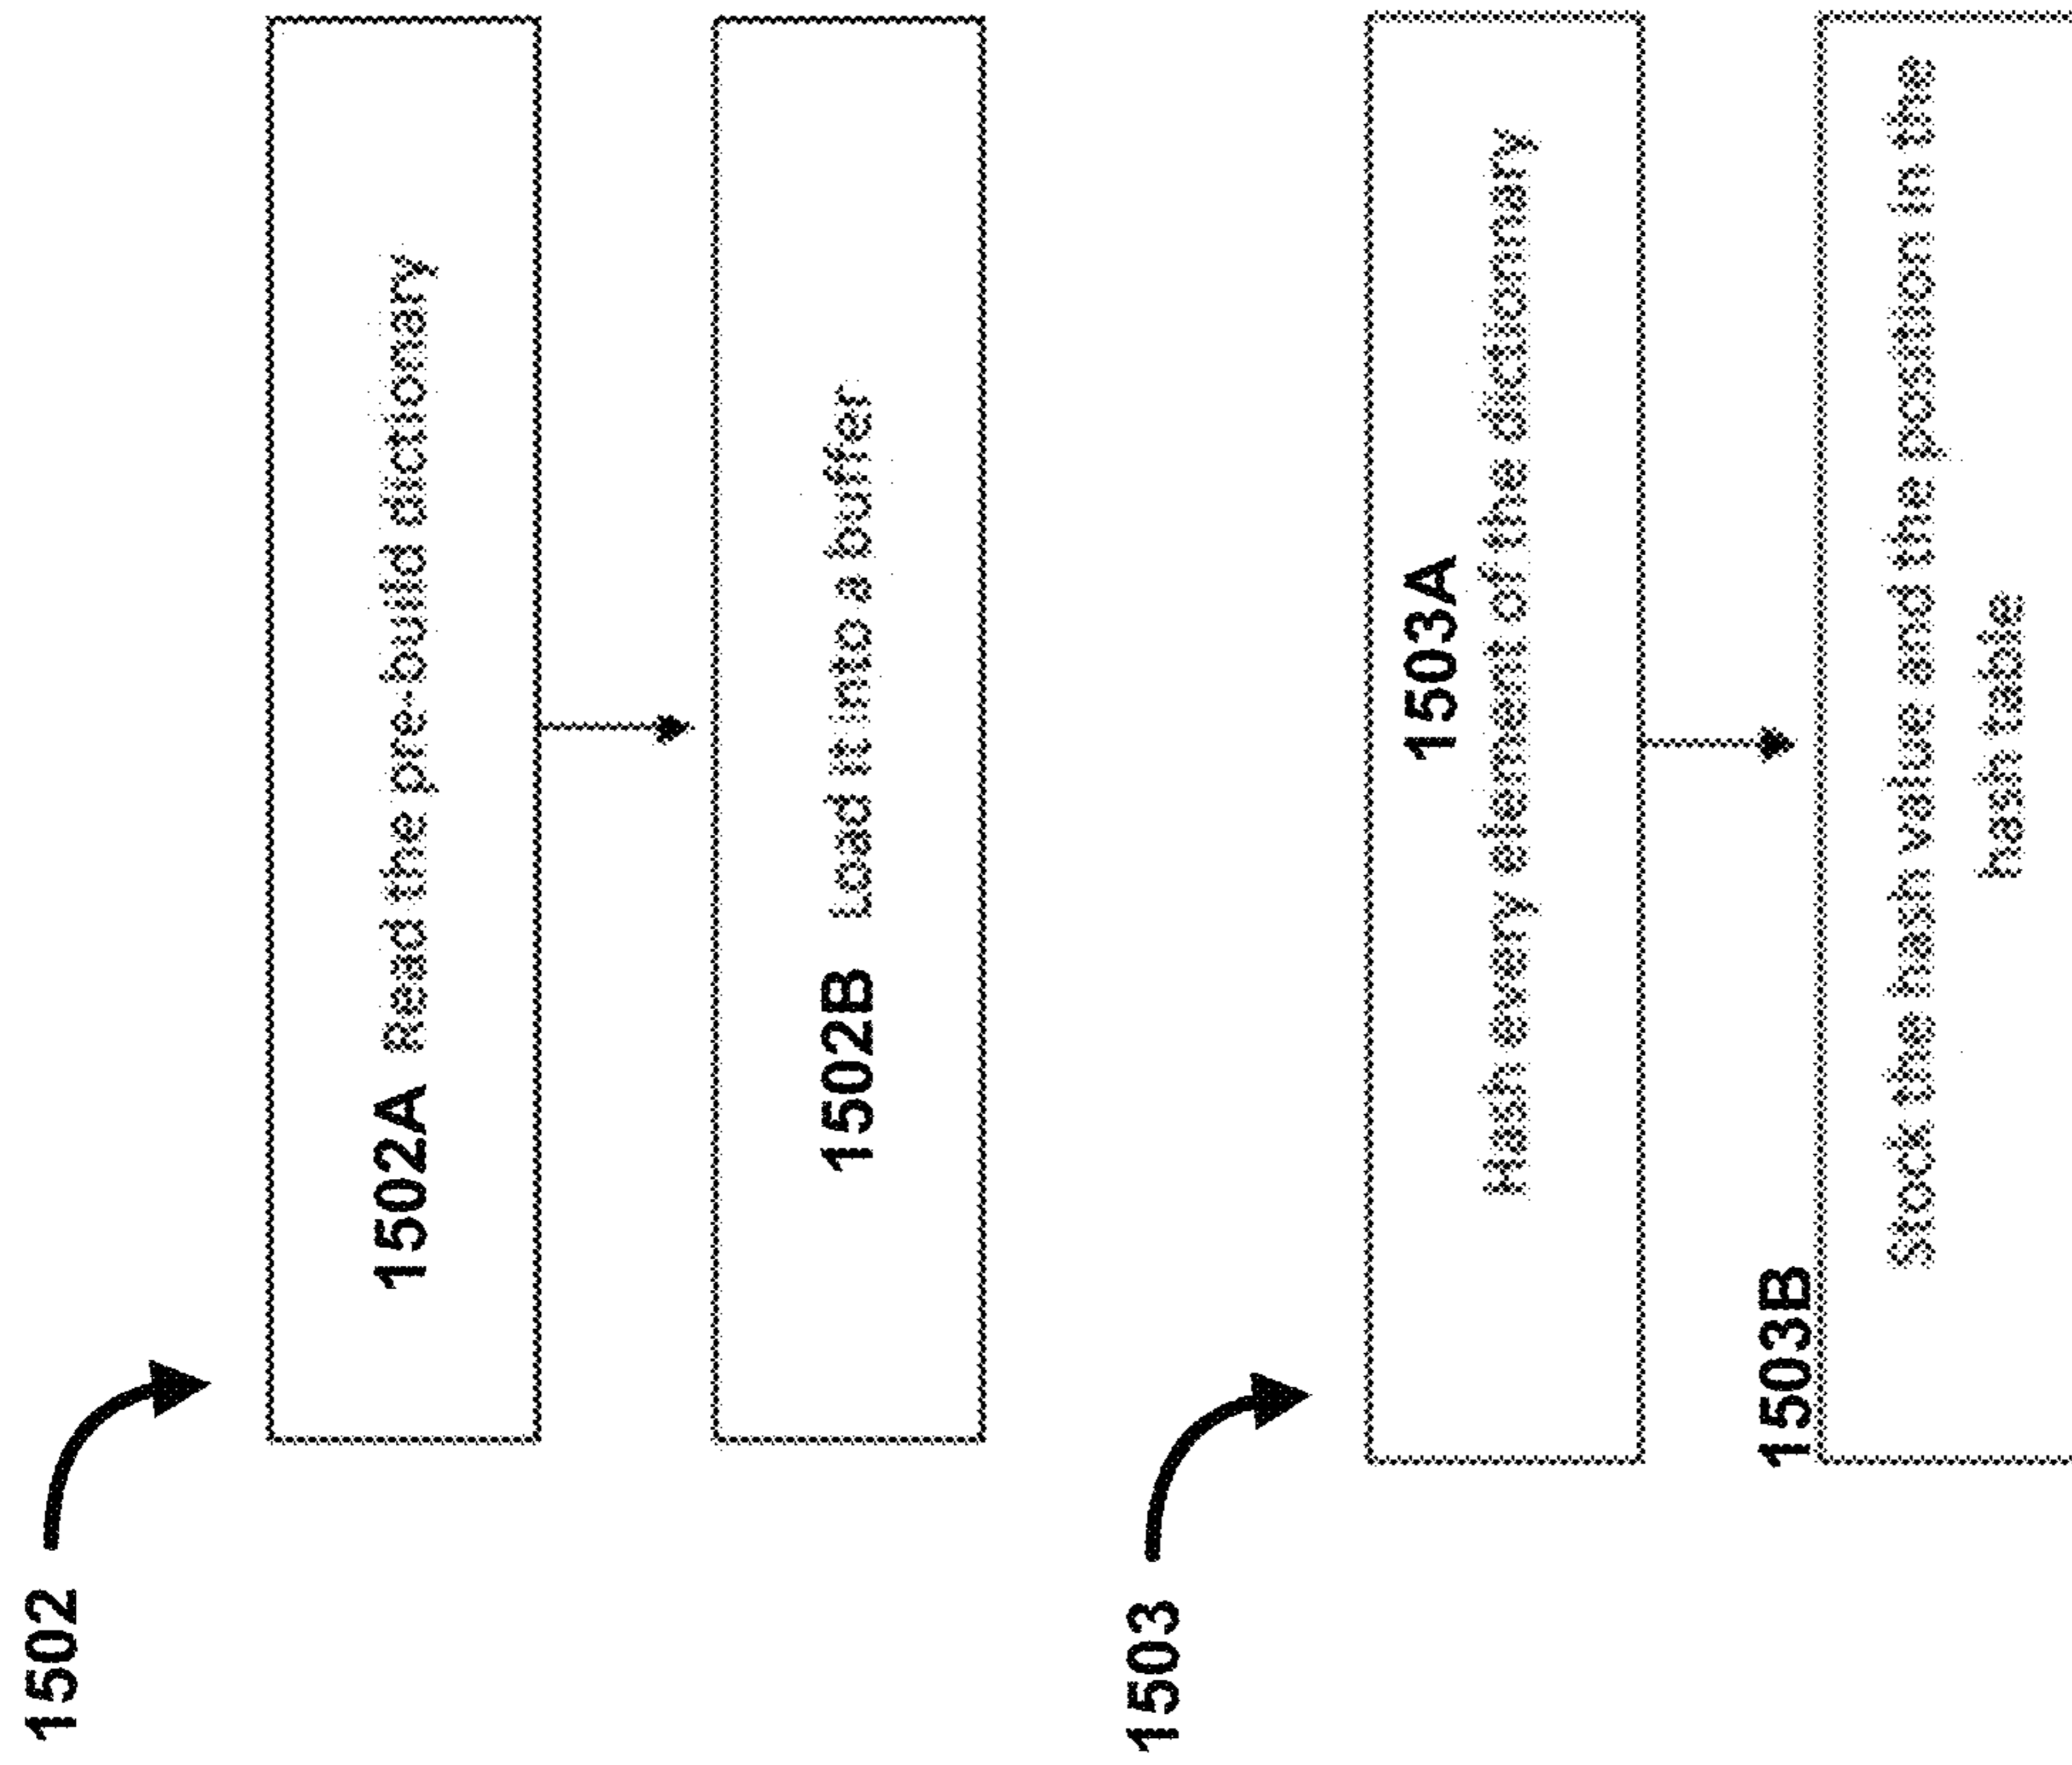 1502
1502A Read the pre-build dictionary
1502B Load it into a buffer
1503
1503A
Hash every element of the dictionnary
1503B
Stock the hash value and the position in the
hash table